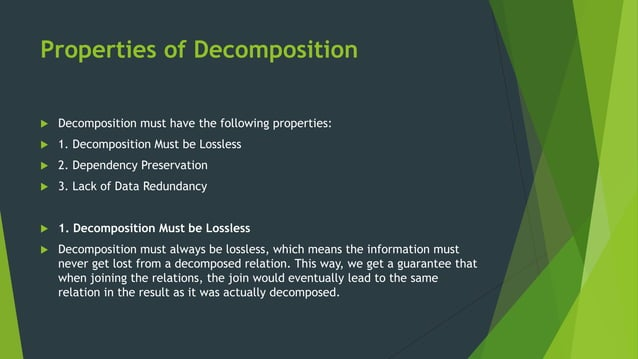 Properties of Decomposition
Decomposition must have the following properties:
1. Decomposition Must be Lossless
2. Dependency Preservation
3. Lack of Data Redundancy
1. Decomposition Must be Lossless
Decomposition must always be lossless, which means the information must
never get lost from a decomposed relation. This way, we get a guarantee that
when joining the relations, the join would eventually lead to the same
relation in the result as it was actually decomposed.